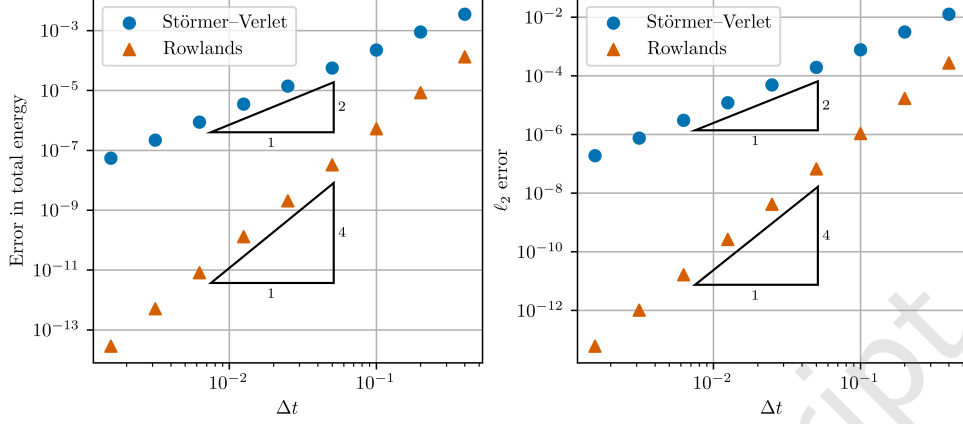 Störmer–Verlet
Rowlands
10⁻³
10⁻⁵
10⁻⁷
10⁻⁹
10⁻¹¹
10⁻¹³
Error in total energy
2
1
4
1
10⁻²
10⁻¹
Δt
Störmer–Verlet
Rowlands
10⁻²
10⁻⁴
10⁻⁶
10⁻⁸
10⁻¹⁰
10⁻¹²
ℓ₂ error
2
1
4
1
10⁻²
10⁻¹
Δt
ript